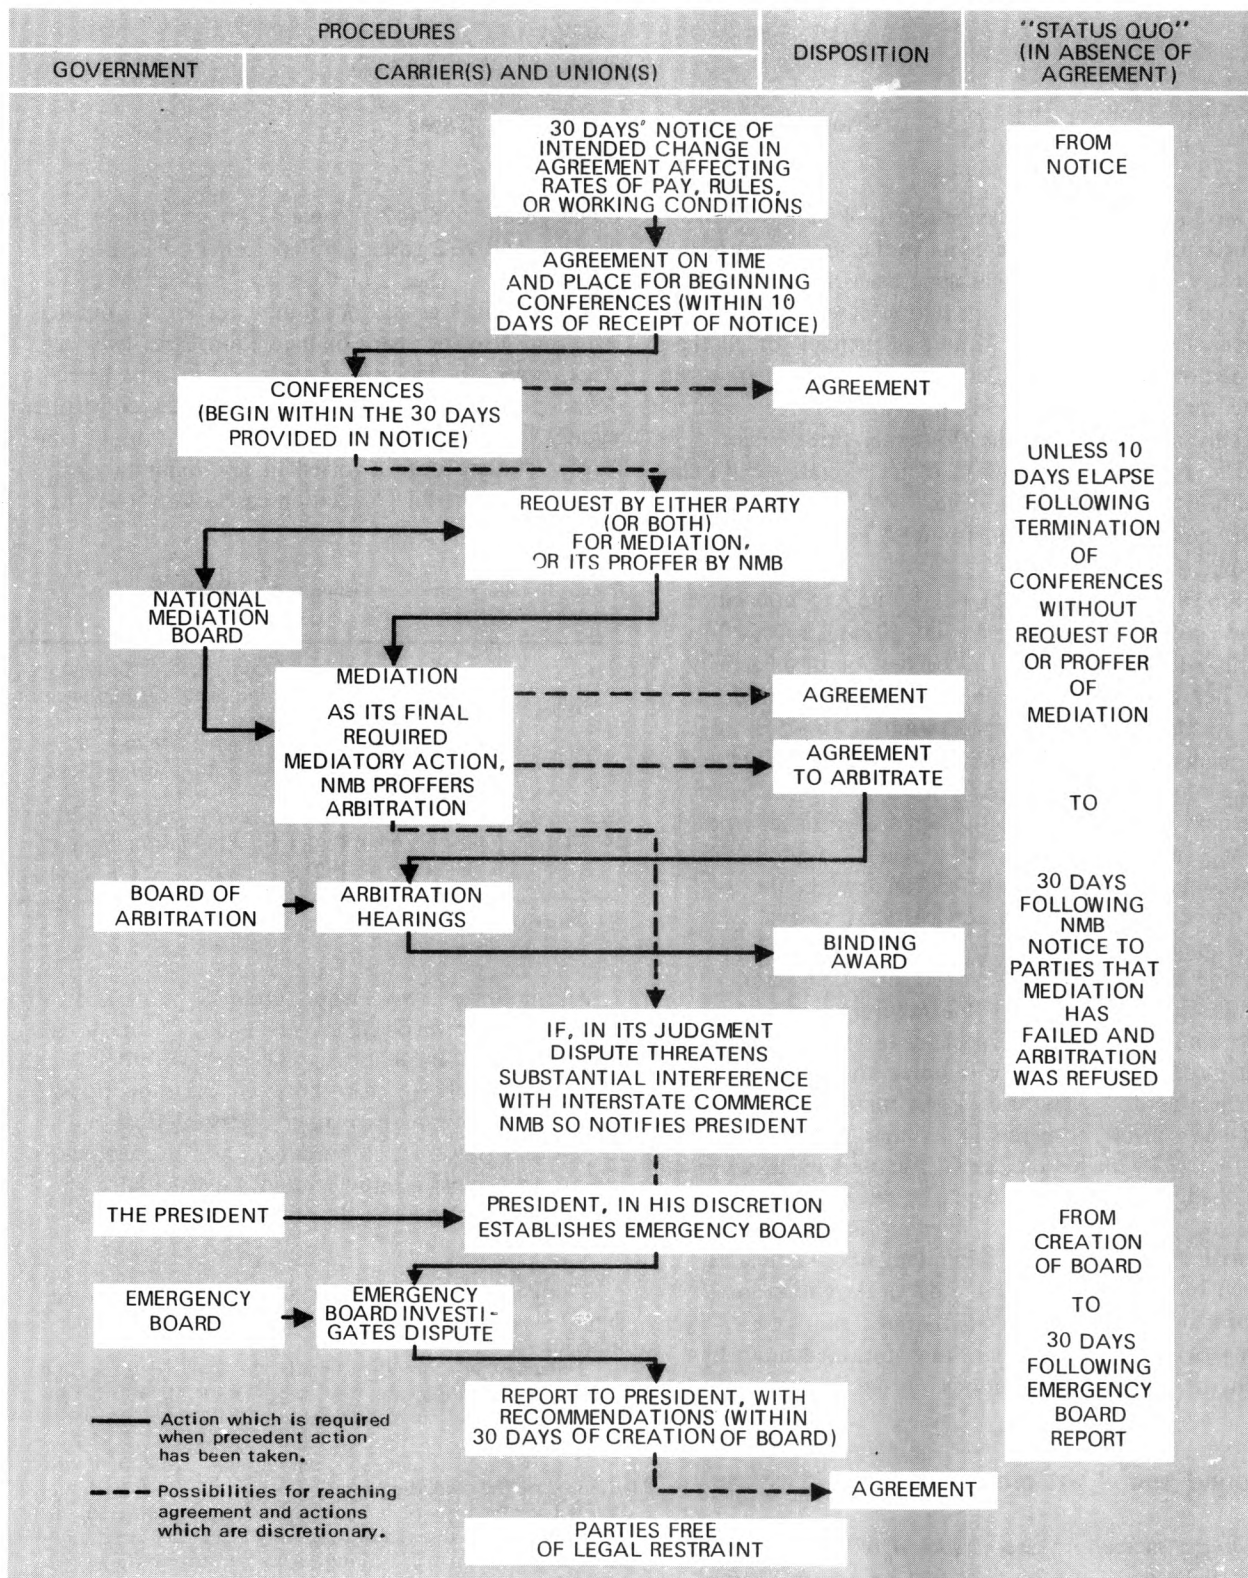 PROCEDURES
GOVERNMENT
CARRIER(S) AND UNION(S)
DISPOSITION
"STATUS QUO"
(IN ABSENCE OF
AGREEMENT)
30 DAYS' NOTICE OF
INTENDED CHANGE IN
AGREEMENT AFFECTING
RATES OF PAY, RULES,
OR WORKING CONDITIONS
AGREEMENT ON TIME
AND PLACE FOR BEGINNING
CONFERENCES (WITHIN 10
DAYS OF RECEIPT OF NOTICE)
CONFERENCES
(BEGIN WITHIN THE 30 DAYS
PROVIDED IN NOTICE)
AGREEMENT
REQUEST BY EITHER PARTY
(OR BOTH)
FOR MEDIATION,
OR ITS PROFFER BY NMB
NATIONAL
MEDIATION
BOARD
MEDIATION
AS ITS FINAL
REQUIRED
MEDIATORY ACTION,
NMB PROFFERS
ARBITRATION
AGREEMENT
AGREEMENT
TO ARBITRATE
BOARD OF
ARBITRATION
ARBITRATION
HEARINGS
BINDING
AWARD
IF, IN ITS JUDGMENT
DISPUTE THREATENS
SUBSTANTIAL INTERFERENCE
WITH INTERSTATE COMMERCE
NMB SO NOTIFIES PRESIDENT
THE PRESIDENT
PRESIDENT, IN HIS DISCRETION
ESTABLISHES EMERGENCY BOARD
EMERGENCY
BOARD
EMERGENCY
BOARD INVESTI-
GATES DISPUTE
REPORT TO PRESIDENT, WITH
RECOMMENDATIONS (WITHIN
30 DAYS OF CREATION OF BOARD)
AGREEMENT
PARTIES FREE
OF LEGAL RESTRAINT
Action which is required
when precedent action
has been taken.
Possibilities for reaching
agreement and actions
which are discretionary.
FROM
NOTICE
UNLESS 10
DAYS ELAPSE
FOLLOWING
TERMINATION
OF
CONFERENCES
WITHOUT
REQUEST FOR
OR PROFFER
OF
MEDIATION
TO
30 DAYS
FOLLOWING
NMB
NOTICE TO
PARTIES THAT
MEDIATION
HAS
FAILED AND
ARBITRATION
WAS REFUSED
FROM
CREATION
OF BOARD
TO
30 DAYS
FOLLOWING
EMERGENCY
BOARD
REPORT